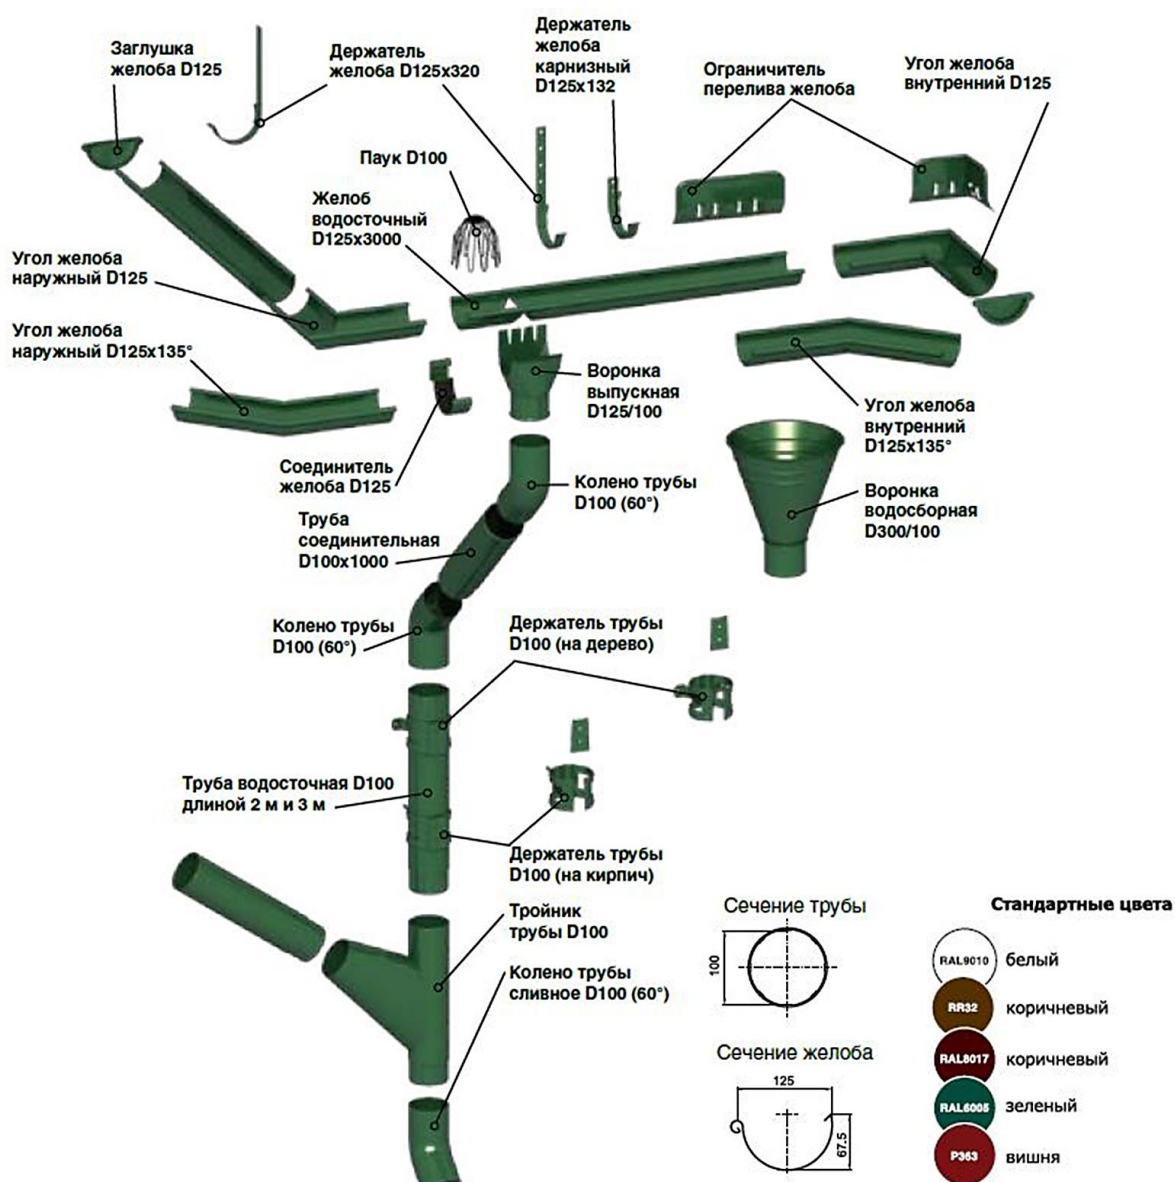 Заглушка
желоба D125
Держатель
желоба D125x320
Держатель
желоба
карнизный
D125x132
Ограничитель
перелива желоба
Угол желоба
внутренний D125
Паук D100
Желоб
водосточный
D125x3000
Угол желоба
наружный D125
Угол желоба
наружный D125x135°
Воронка
выпускная
D125/100
Угол желоба
внутренний
D125x135°
Соединитель
желоба D125
Колено трубы
D100 (60°)
Воронка
водосборная
D300/100
Труба
соединительная
D100x1000
Колено трубы
D100 (60°)
Держатель трубы
D100 (на дерево)
Труба водосточная D100
длиной 2 м и 3 м
Держатель трубы
D100 (на кирпич)
Тройник
трубы D100
Колено трубы
сливное D100 (60°)
Сечение трубы
100
Сечение желоба
125
67.5
Стандартные цвета
RAL9010 белый
RR32 коричневый
RAL8017 коричневый
RAL6005 зеленый
P363 вишня